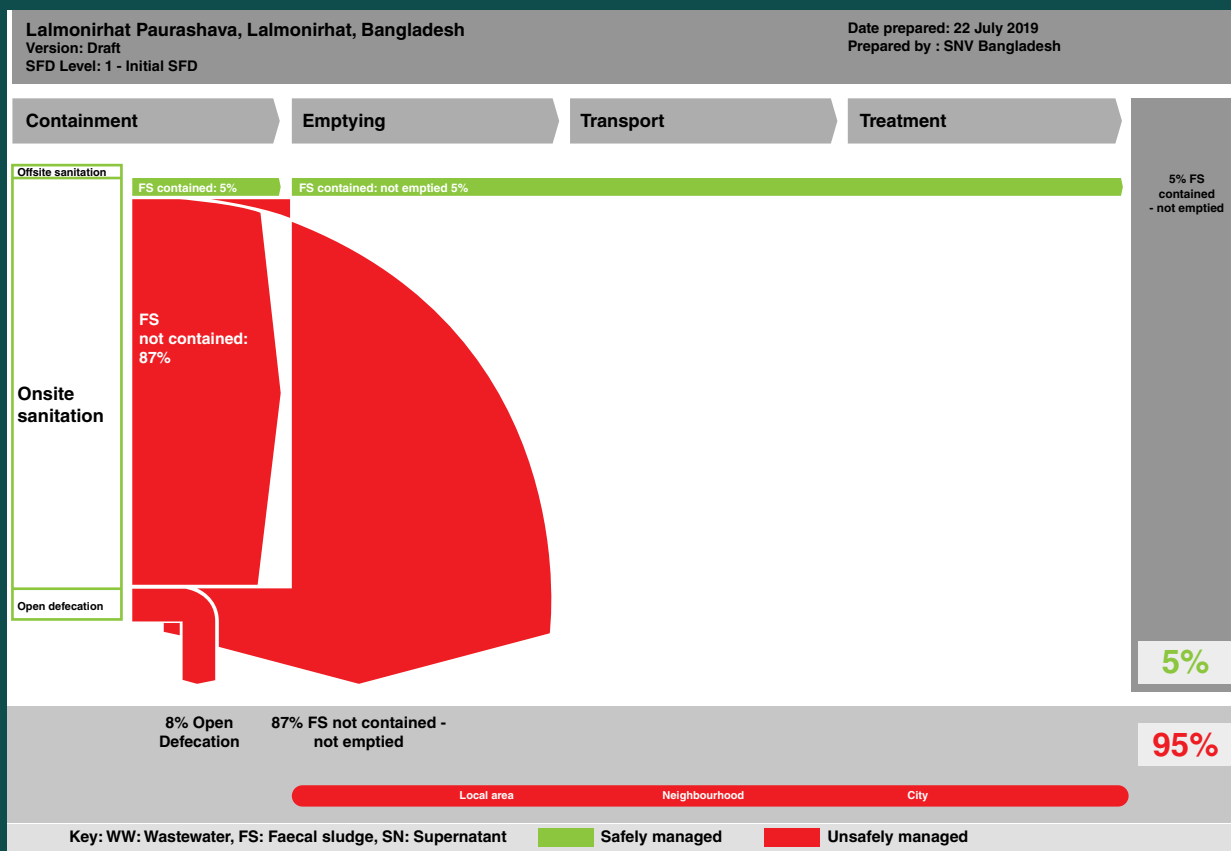 Lalmonirhat Paurashava, Lalmonirhat, Bangladesh
Version: Draft
SFD Level: 1 - Initial SFD
Date prepared: 22 July 2019
Prepared by : SNV Bangladesh
Containment
Emptying
Transport
Treatment
Offsite sanitation
FS contained: 5%
FS contained: not emptied 5%
5% FS
contained
- not emptied
FS
not contained:
87%
Onsite
sanitation
Open defecation
5%
8% Open
Defecation
87% FS not contained -
not emptied
95%
Local area
Neighbourhood
City
Key: WW: Wastewater, FS: Faecal sludge, SN: Supernatant
Safely managed
Unsafely managed